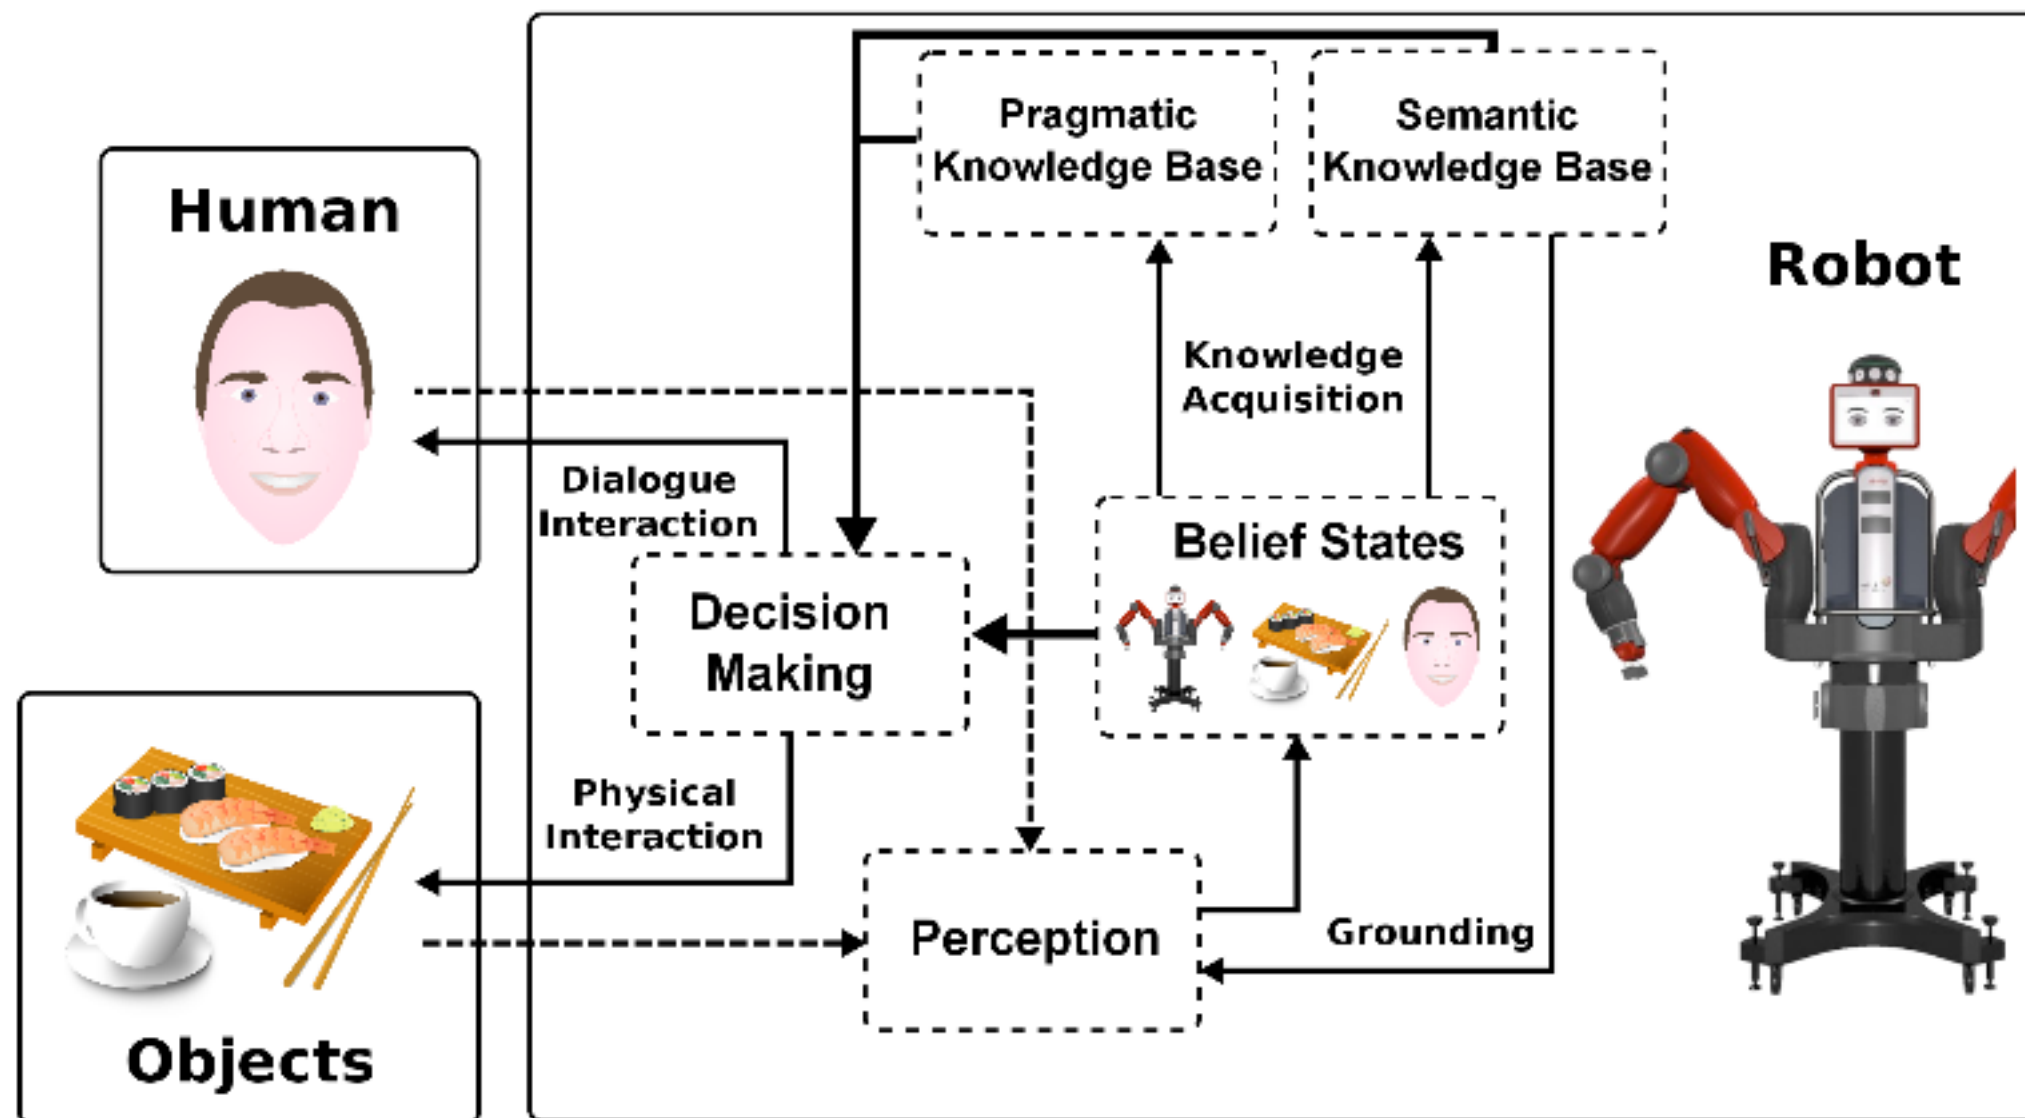 Pragmatic
Knowledge Base
Semantic
Knowledge Base
Human
Robot
Knowledge
Acquisition
Dialogue
Interaction
Belief States
Decision
Making
Physical
Interaction
Perception
Grounding
Objects